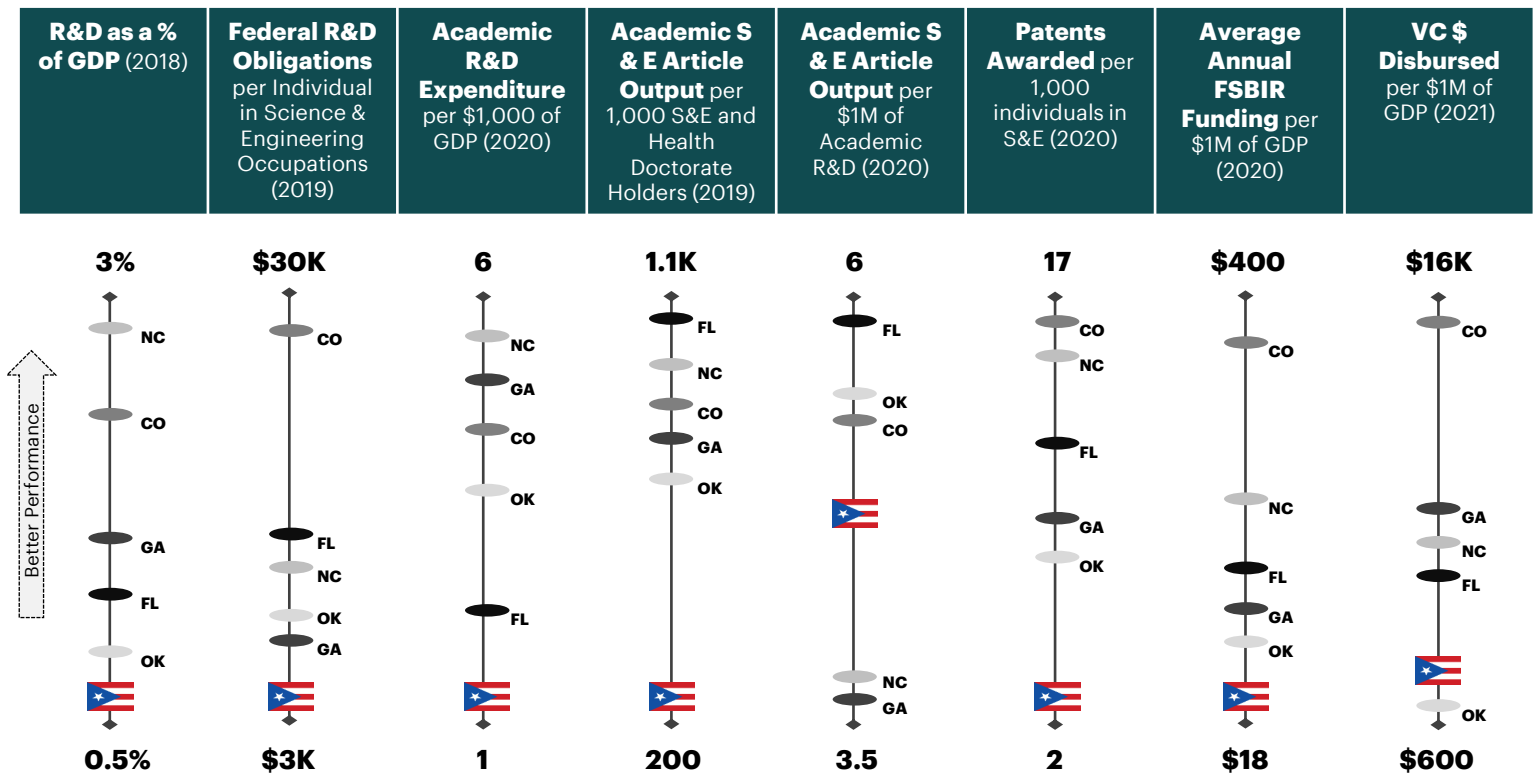 R&D as a %
of GDP (2018)
Federal R&D
Obligations
per Individual
in Science &
Engineering
Occupations
(2019)
Academic
R&D
Expenditure
per $1,000 of
GDP (2020)
Academic S
& E Article
Output per
1,000 S&E and
Health
Doctorate
Holders (2019)
Academic S
& E Article
Output per
$1M of
Academic
R&D (2020)
Patents
Awarded per
1,000
individuals in
S&E (2020)
Average
Annual
FSBIR
Funding per
$1M of GDP
(2020)
VC $
Disbursed
per $1M of
GDP (2021)
Better Performance
3%
NC
CO
GA
FL
OK
0.5%
$30K
CO
FL
NC
OK
GA
$3K
6
NC
GA
CO
OK
FL
1
1.1K
FL
NC
CO
GA
OK
200
6
FL
OK
CO
NC
GA
3.5
17
CO
NC
FL
GA
OK
2
$400
CO
NC
FL
GA
OK
$18
$16K
CO
GA
NC
FL
OK
$600